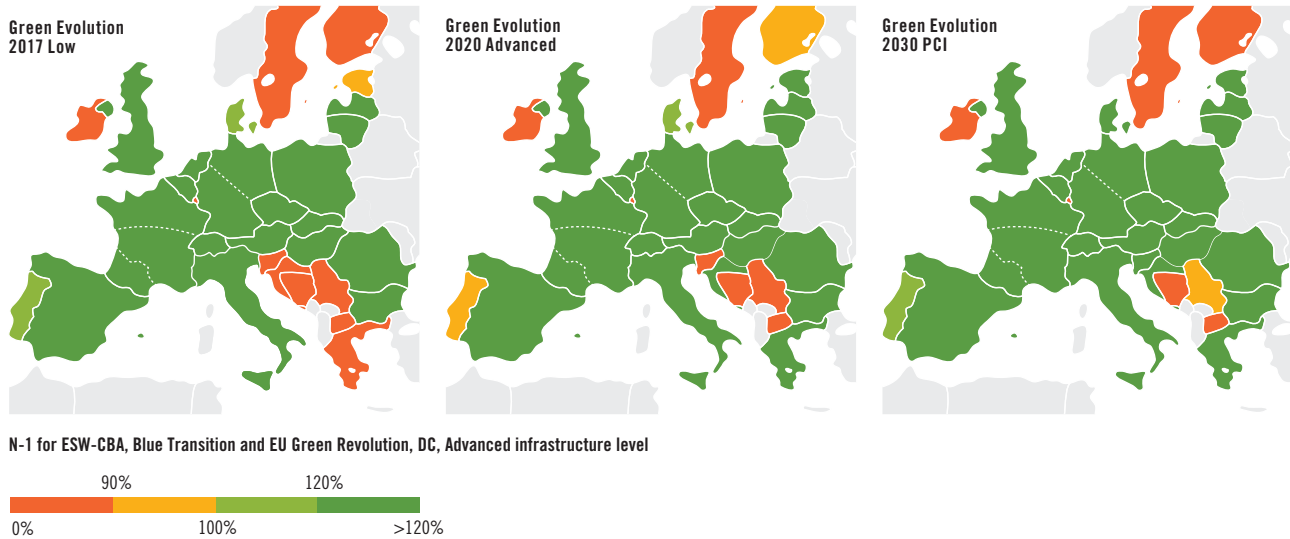 Green Evolution
2017 Low
Green Evolution
2020 Advanced
Green Evolution
2030 PCI
N-1 for ESW-CBA, Blue Transition and EU Green Revolution, DC, Advanced infrastructure level
90% 120%
0% 100% >120%